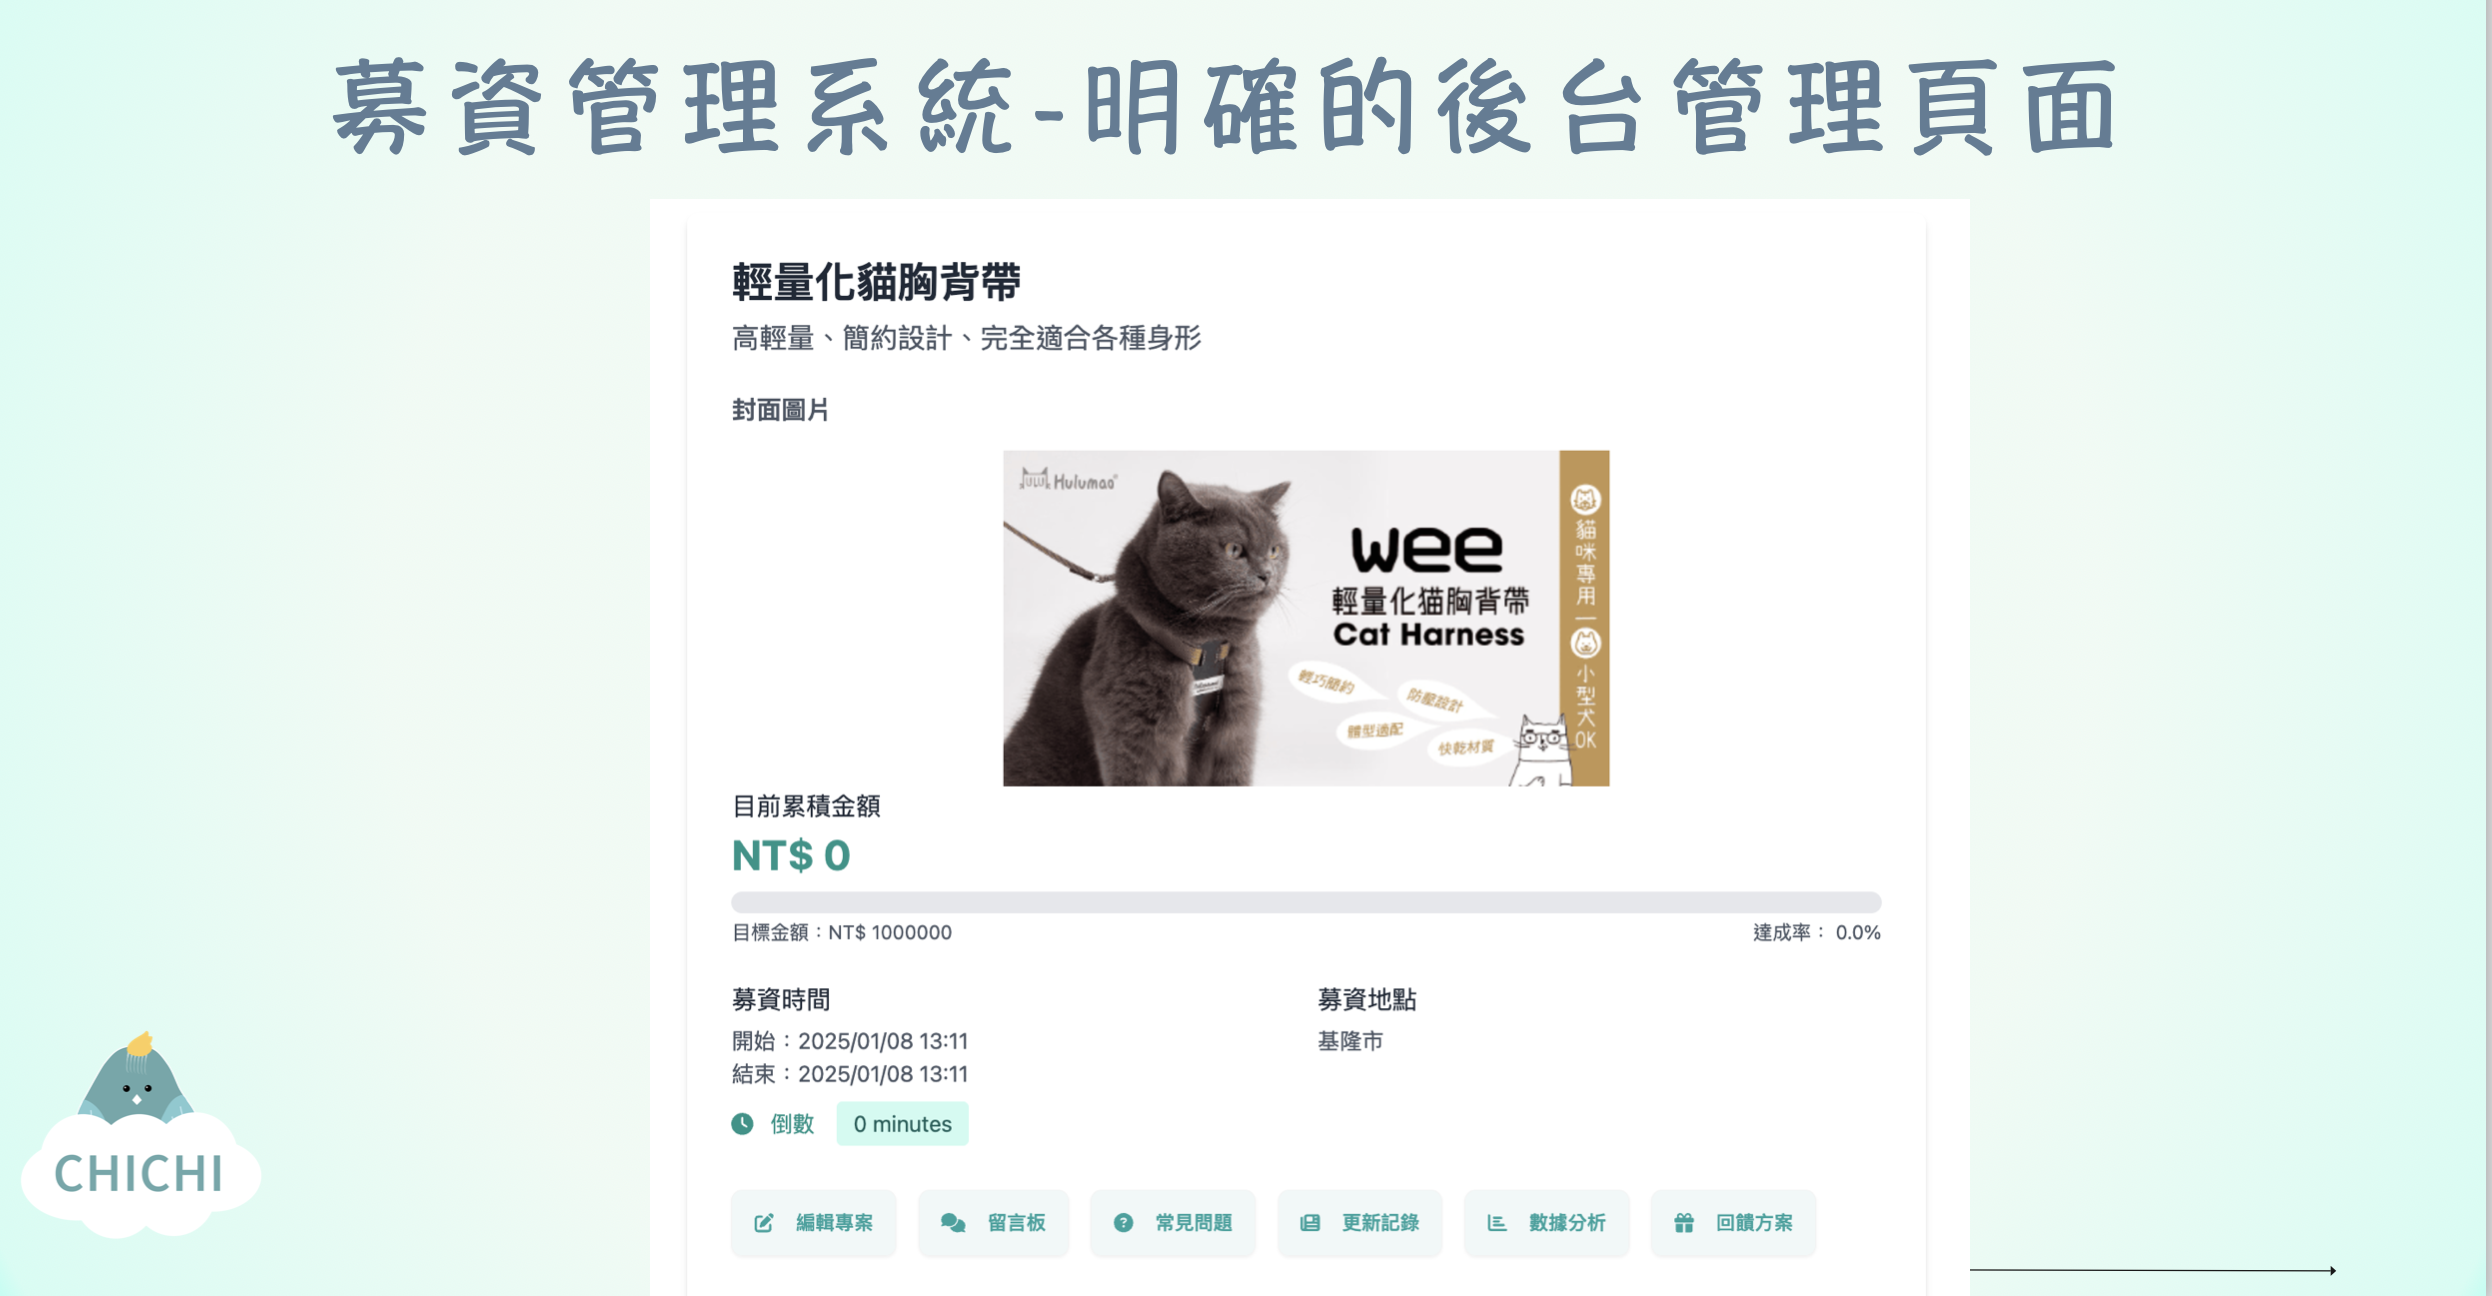 募資管理系統-明確的後台管理頁面
輕量化貓胸背帶
高輕量、簡約設計、完全適合各種身形
封面圖片
Hulumao
wee
輕量化猫胸背帶
Cat Harness
輕巧簡約
防壓設計
體型適配
快乾材質
貓咪專用
小型犬OK
目前累積金額
NT$ 0
目標金額：NT$ 1000000
達成率： 0.0%
募資時間
開始：2025/01/08 13:11
結束：2025/01/08 13:11
募資地點
基隆市
倒數 0 minutes
編輯專案 留言板 常見問題 更新記錄 數據分析 回饋方案
CHICHI